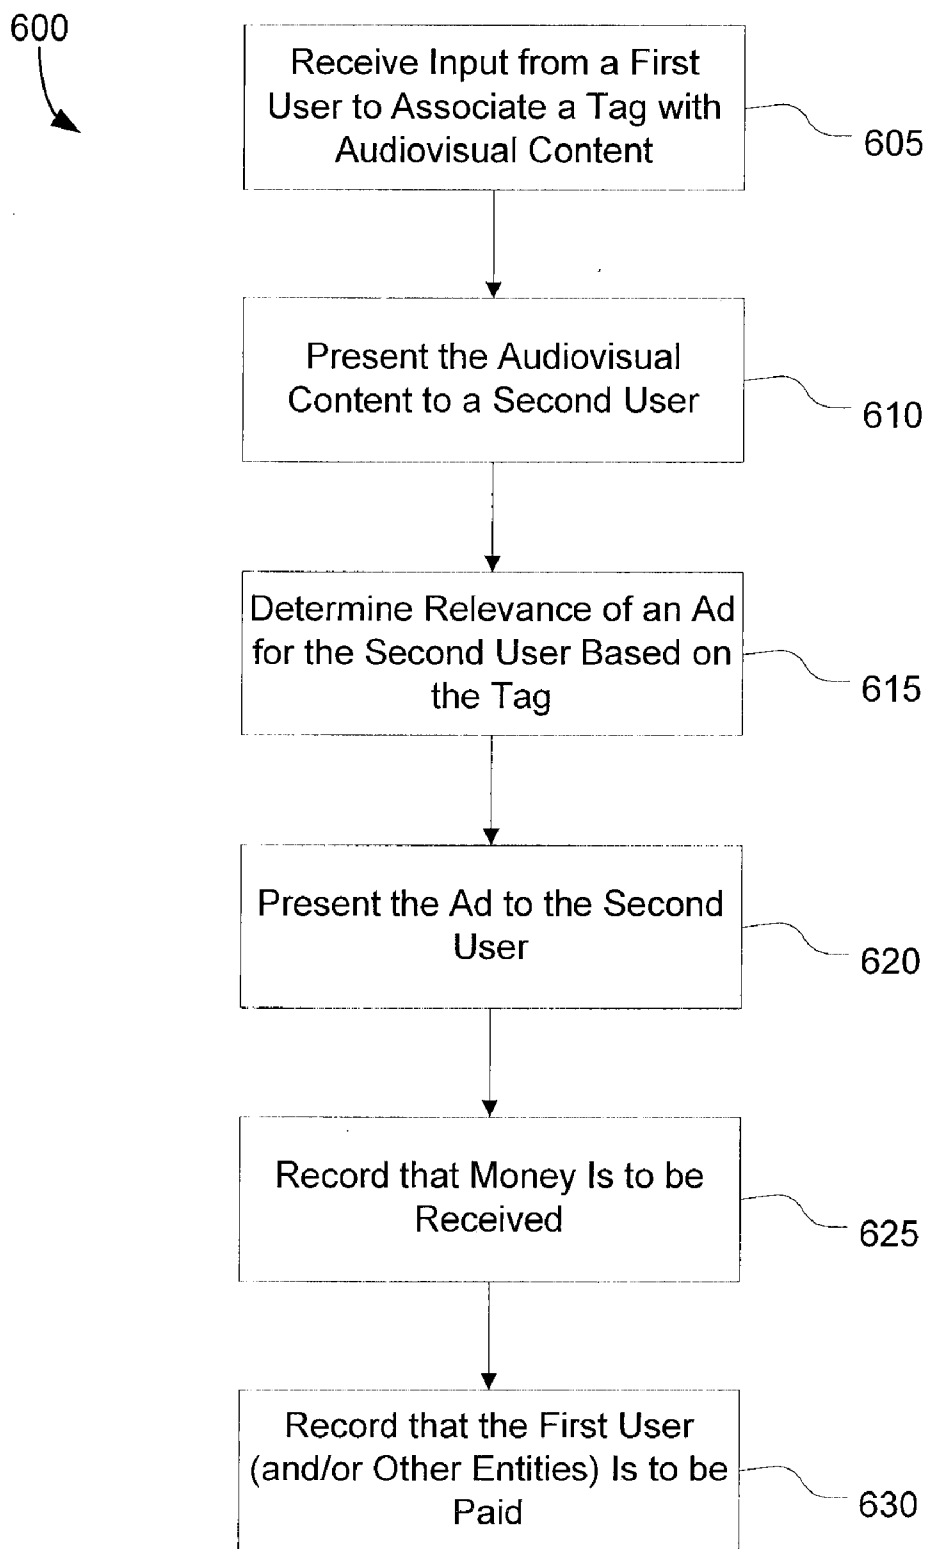 600
Receive Input from a First
User to Associate a Tag with
Audiovisual Content
605
Present the Audiovisual
Content to a Second User
610
Determine Relevance of an Ad
for the Second User Based on
the Tag
615
Present the Ad to the Second
User
620
Record that Money Is to be
Received
625
Record that the First User
(and/or Other Entities) Is to be
Paid
630